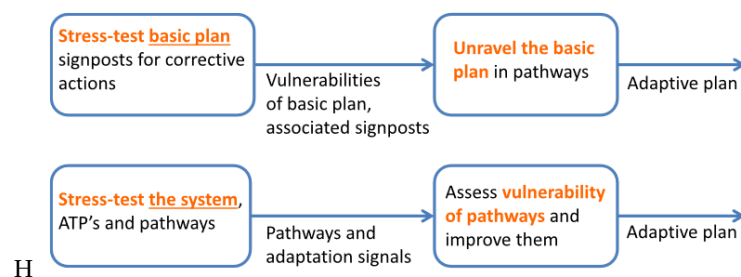 Stress-test basic plan
signposts for corrective
actions
Vulnerabilities
of basic plan,
associated signposts
Unravel the basic
plan in pathways
Adaptive plan
Stress-test the system,
ATP's and pathways
Pathways and
adaptation signals
Assess vulnerability
of pathways and
improve them
Adaptive plan
H